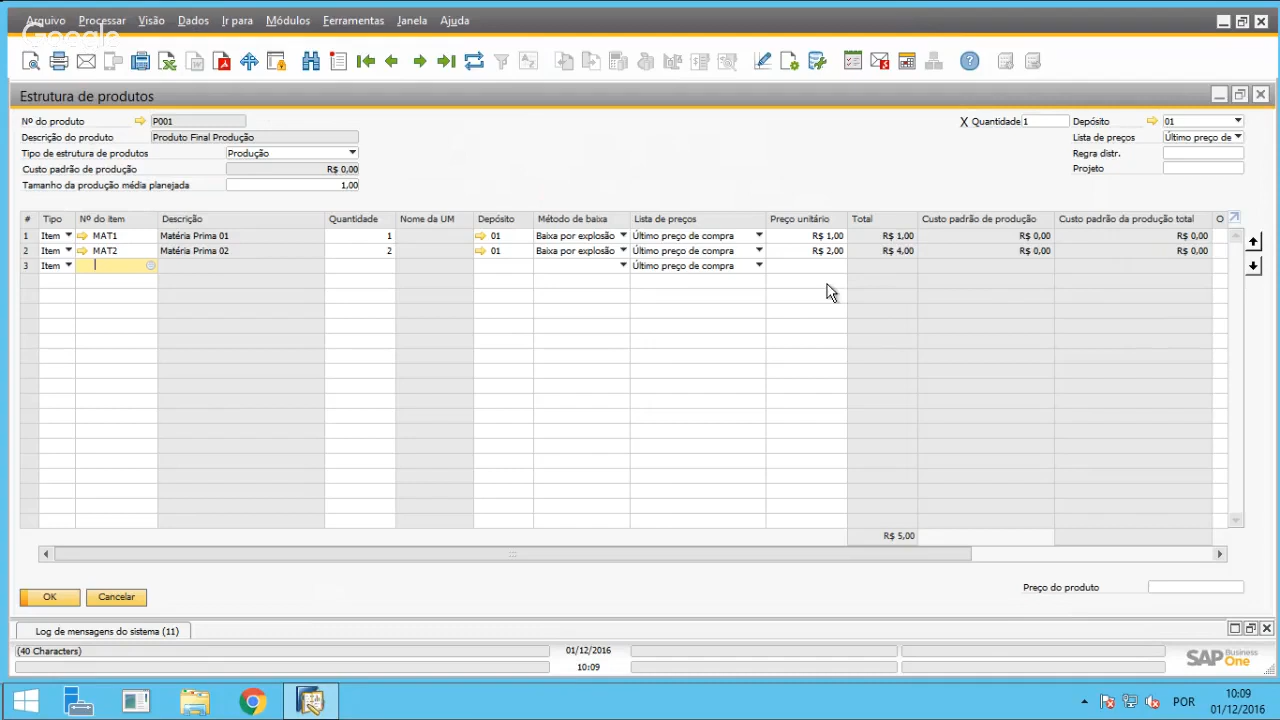 Arquivo Processar Visão Dados Ir para Módulos Ferramentas Janela Ajuda
Google
Estrutura de produtos
Nº do produto P001 X Quantidade 1 Depósito 01
Descrição do produto Produto Final Produção Lista de preços Último preço de
Tipo de estrutura de produtos Produção Regra distr.
Custo padrão de produção R$ 0,00 Projeto
Tamanho da produção média planejada 1,00
# Tipo Nº do item Descrição Quantidade Nome da UM Depósito Método de baixa Lista de preços Preço unitário Total Custo padrão de produção Custo padrão da produção total O
1 Item MAT1 Matéria Prima 01 1 01 Baixa por explosão Último preço de compra R$ 1,00 R$ 1,00 R$ 0,00 R$ 0,00
2 Item MAT2 Matéria Prima 02 2 01 Baixa por explosão Último preço de compra R$ 2,00 R$ 4,00 R$ 0,00 R$ 0,00
3 Item Último preço de compra
R$ 5,00
Preço do produto
OK Cancelar
Log de mensagens do sistema (11)
(40 Characters) 01/12/2016
10:09
SAP Business One
POR 10:09
01/12/2016